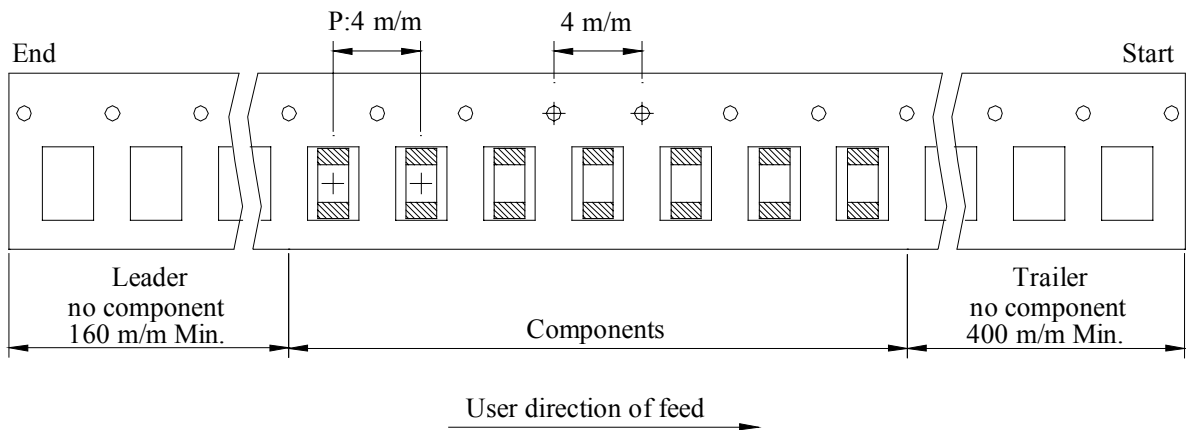 P:4 m/m
4 m/m
End
Start
Leader
no component
160 m/m Min.
Components
Trailer
no component
400 m/m Min.
User direction of feed